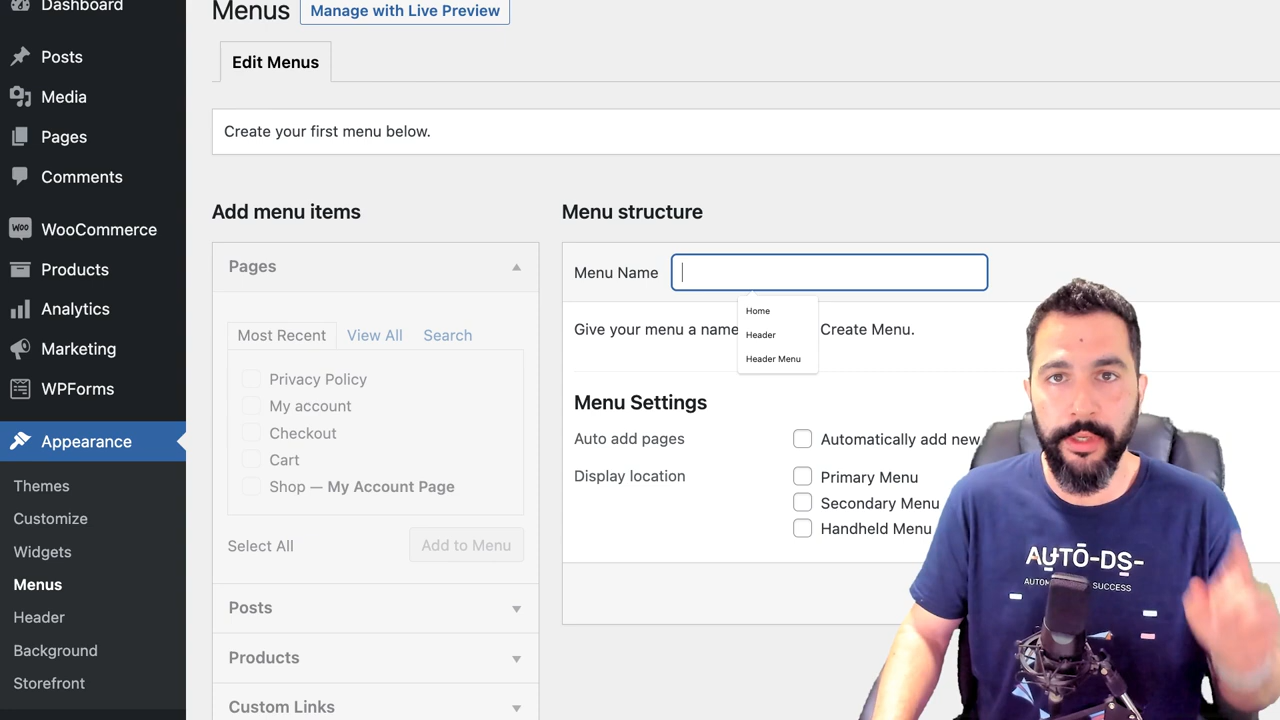 Dashboard
Posts
Media
Pages
Comments
WooCommerce
Products
Analytics
Marketing
WPForms
Appearance
Themes
Customize
Widgets
Menus
Header
Background
Storefront
Menus
Manage with Live Preview
Edit Menus
Create your first menu below.
Add menu items
Pages
Most Recent
View All
Search
Privacy Policy
My account
Checkout
Cart
Shop — My Account Page
Select All
Add to Menu
Posts
Products
Custom Links
Menu structure
Menu Name
Home
Header
Header Menu
Give your menu a name
Create Menu.
Menu Settings
Auto add pages
Automatically add new
Display location
Primary Menu
Secondary Menu
Handheld Menu
AUTO-DS-
SUCCESS